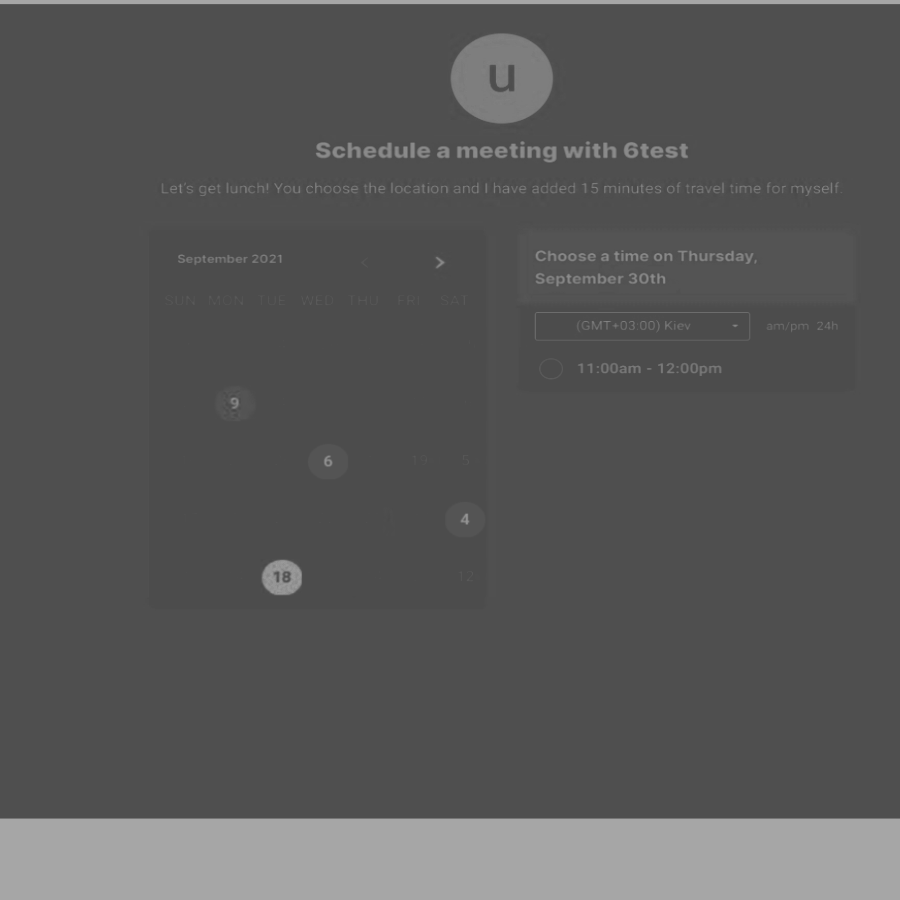 u
Schedule a meeting with 6test
Let's get lunch! You choose the location and I have added 15 minutes of travel time for myself.
September 2021
SUN MON TUE WED THU FRI SAT
9
6 5
4
18 12
Choose a time on Thursday,
September 30th
(GMT+03:00) Kiev am/pm 24h
11:00am - 12:00pm